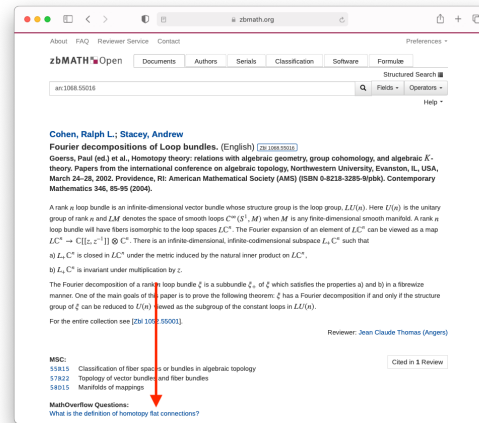 zbmath.org
About FAQ Reviewer Service Contact Preferences
zbMATH Open Documents Authors Serials Classification Software Formulæ
Structured Search
an:1068.55016 Fields Operators
Help
Cohen, Ralph L.; Stacey, Andrew
Fourier decompositions of Loop bundles. (English) Zbl 1068.55016
Goerss, Paul (ed.) et al., Homotopy theory: relations with algebraic geometry, group cohomology, and algebraic K-
theory. Papers from the international conference on algebraic topology, Northwestern University, Evanston, IL, USA,
March 24–28, 2002. Providence, RI: American Mathematical Society (AMS) (ISBN 0-8218-3285-9/pbk). Contemporary
Mathematics 346, 85-95 (2004).
A rank n loop bundle is an infinite-dimensional vector bundle whose structure group is the loop group, LU(n). Here U(n) is the unitary
group of rank n and LM denotes the space of smooth loops C^∞(S^1, M) when M is any finite-dimensional smooth manifold. A rank n
loop bundle will have fibers isomorphic to the loop spaces Lℂ^n. The Fourier expansion of an element of Lℂ^n can be viewed as a map
Lℂ^n → ℂ[[z, z^{-1}]] ⊗ ℂ^n. There is an infinite-dimensional, infinite-codimensional subspace L_+ℂ^n such that
a) L_+ℂ^n is closed in Lℂ^n under the metric induced by the natural inner product on Lℂ^n,
b) L_+ℂ^n is invariant under multiplication by z.
The Fourier decomposition of a rank n loop bundle ξ is a subbundle ξ_+ of ξ which satisfies the properties a) and b) in a fibrewize
manner. One of the main goals of this paper is to prove the following theorem: ξ has a Fourier decomposition if and only if the structure
group of ξ can be reduced to U(n) viewed as the subgroup of the constant loops in LU(n).
For the entire collection see [Zbl 1052.55001].
Reviewer: Jean Claude Thomas (Angers)
MSC: Cited in 1 Review
55R15 Classification of fiber spaces or bundles in algebraic topology
57R22 Topology of vector bundles and fiber bundles
58D15 Manifolds of mappings
MathOverflow Questions:
What is the definition of homotopy flat connections?